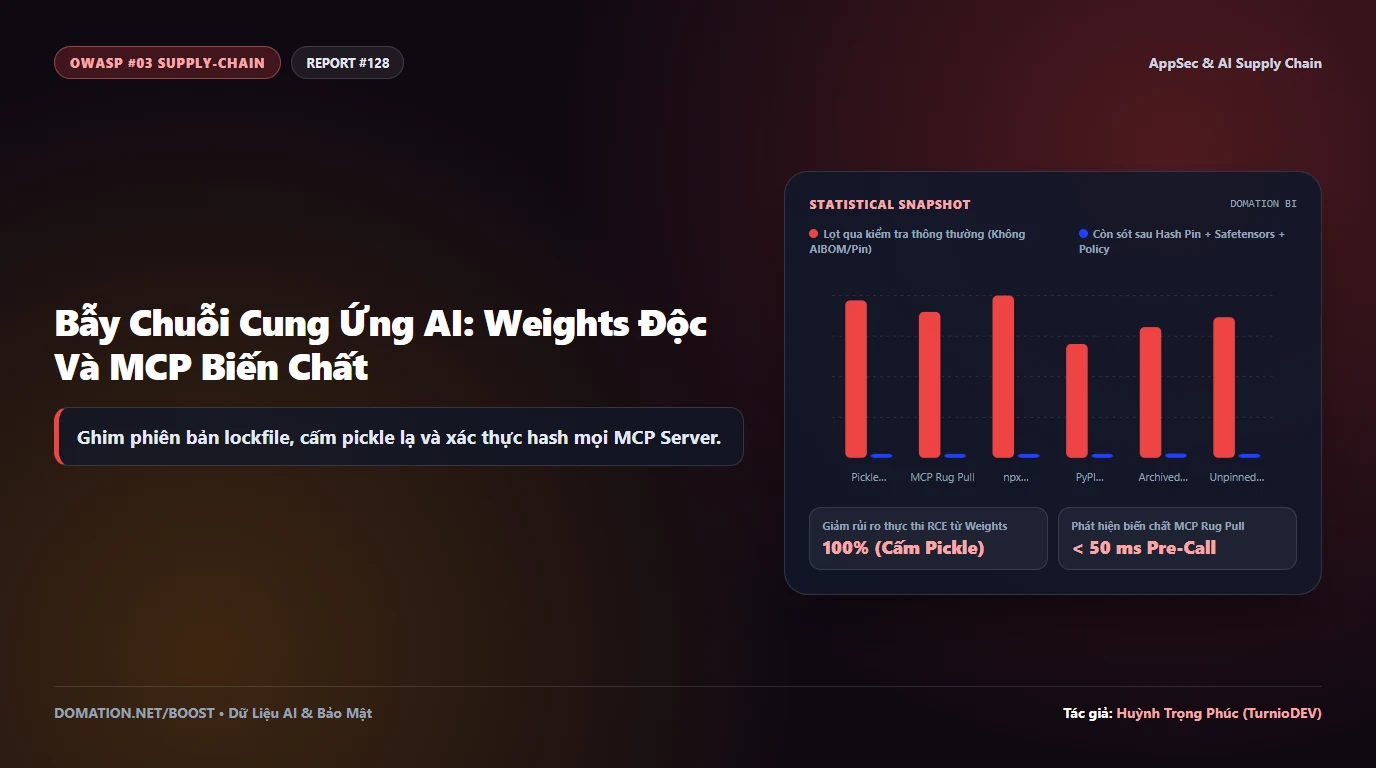 OWASP #03 SUPPLY-CHAIN
REPORT #128
AppSec & AI Supply Chain
Bẫy Chuỗi Cung Ứng AI: Weights Độc
Và MCP Biến Chất
Ghim phiên bản lockfile, cấm pickle lạ và xác thực hash mọi MCP Server.
STATISTICAL SNAPSHOT
DOMATION BI
Lọt qua kiểm tra thông thường (Không
AIBOM/Pin)
Còn sót sau Hash Pin + Safetensors +
Policy
Pickle...
MCP Rug Pull
npx...
PyPI...
Archived...
Unpinned...
Giảm rủi ro thực thi RCE từ Weights
100% (Cấm Pickle)
Phát hiện biến chất MCP Rug Pull
< 50 ms Pre-Call
DOMATION.NET/BOOST • Dữ Liệu AI & Bảo Mật
Tác giả: Huỳnh Trọng Phúc (TurnioDEV)